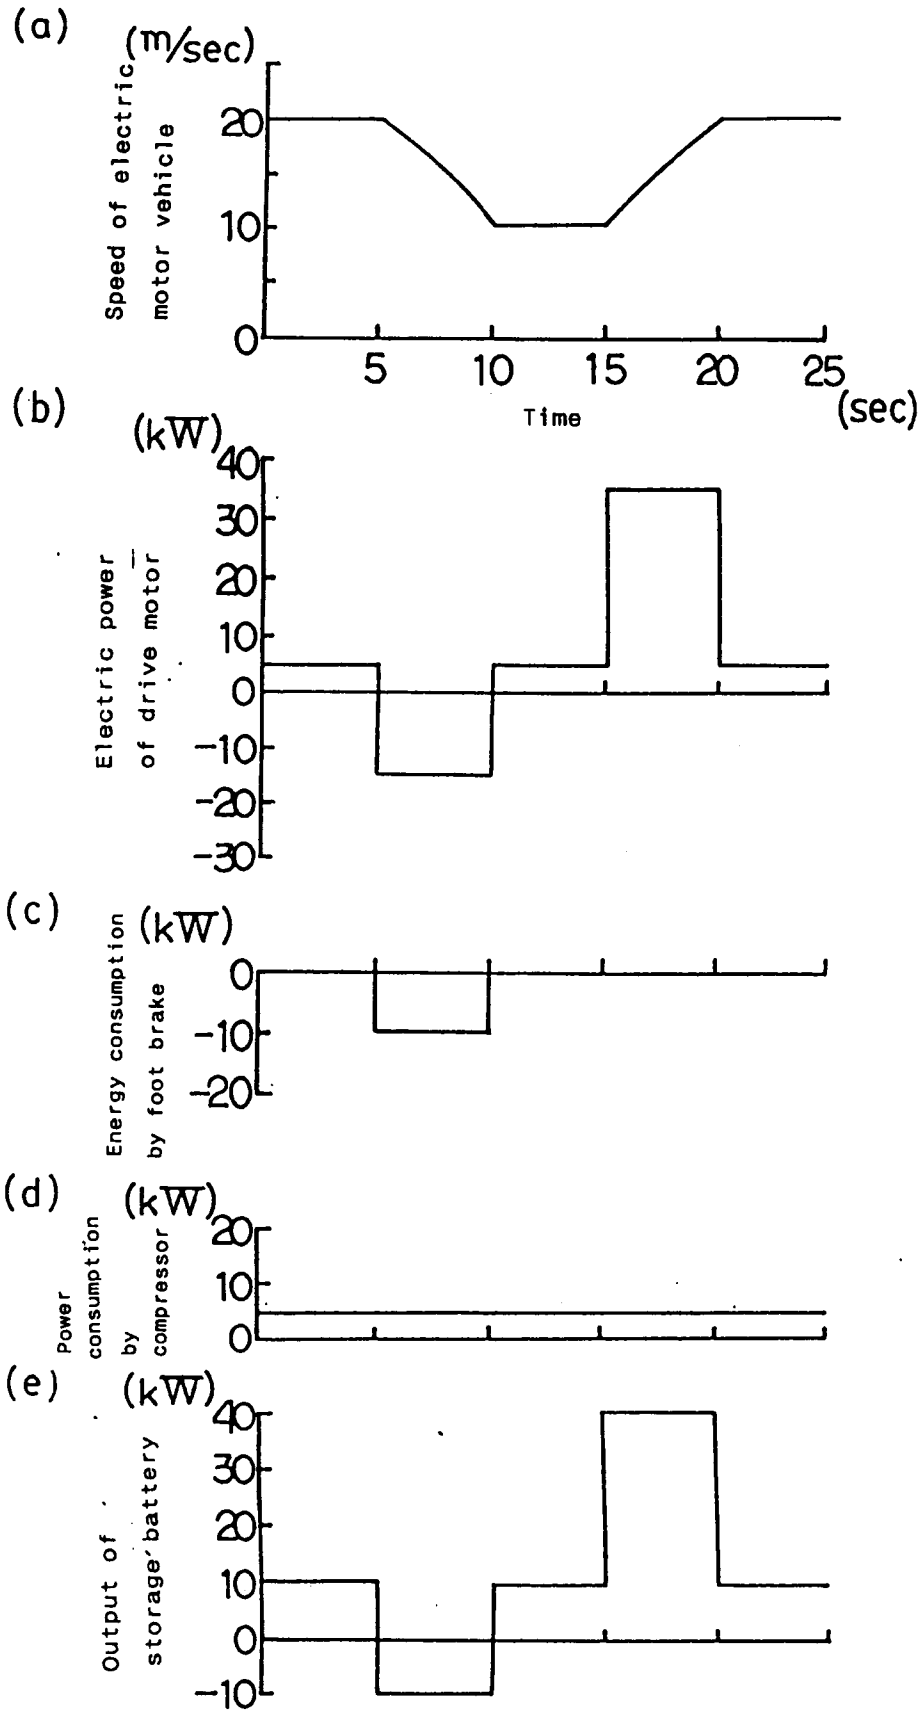 (a)
(m/sec)
Speed of electric
motor vehicle
20
10
0
5 10 15 20 25
Time
(sec)
(b)
(kW)
Electric power
of drive motor
40
30
20
10
0
-10
-20
-30
(c)
(kW)
Energy consumption
by foot brake
0
-10
-20
(d)
(kW)
Power
consumption
by
compressor
20
10
0
(e)
(kW)
Output of
storage battery
40
30
20
10
0
-10